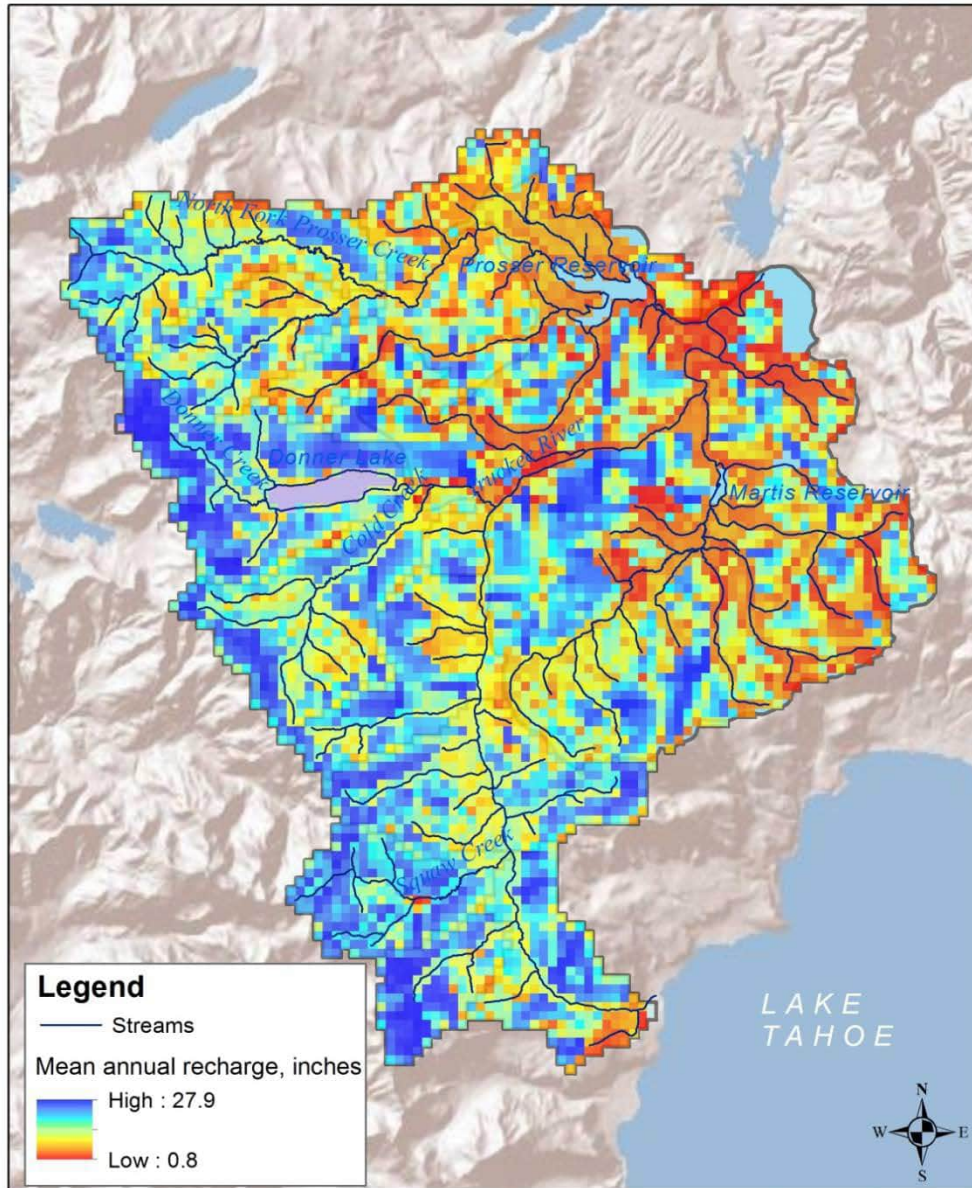 North Fork Prosser Creek
Prosser Reservoir
Donner Creek
Donner Lake
Truckee River
Cold Creek
Martis Reservoir
Squaw Creek
Legend
Streams
Mean annual recharge, inches
High : 27.9
Low : 0.8
LAKE
TAHOE
N
W
E
S